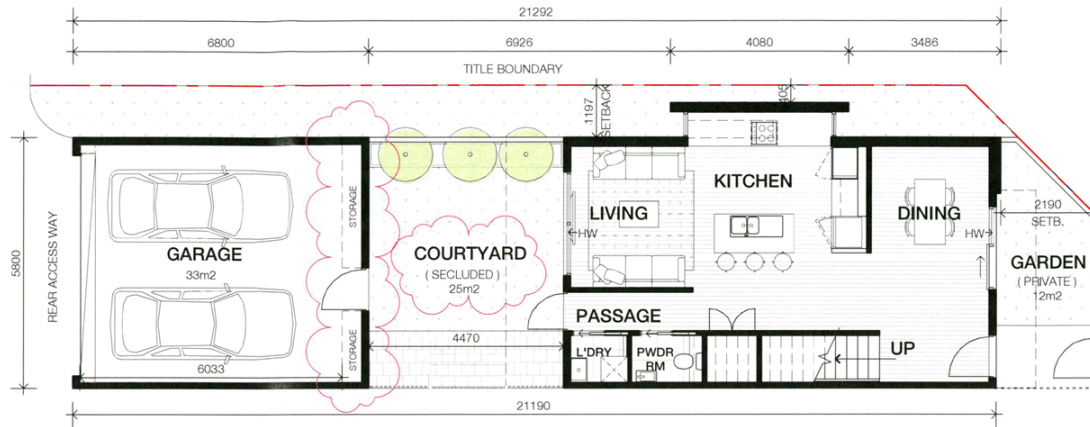 21292
6800
6926
4080
3486
TITLE BOUNDARY
1197
SETBACK
405
STORAGE
KITCHEN
LIVING
DINING
2190
SETB.
HW
HW
REAR ACCESS WAY
5800
GARAGE
33m2
COURTYARD
( SECLUDED )
25m2
GARDEN
( PRIVATE )
12m2
PASSAGE
4470
STORAGE
L'DRY
PWDR
RM
UP
6033
21190